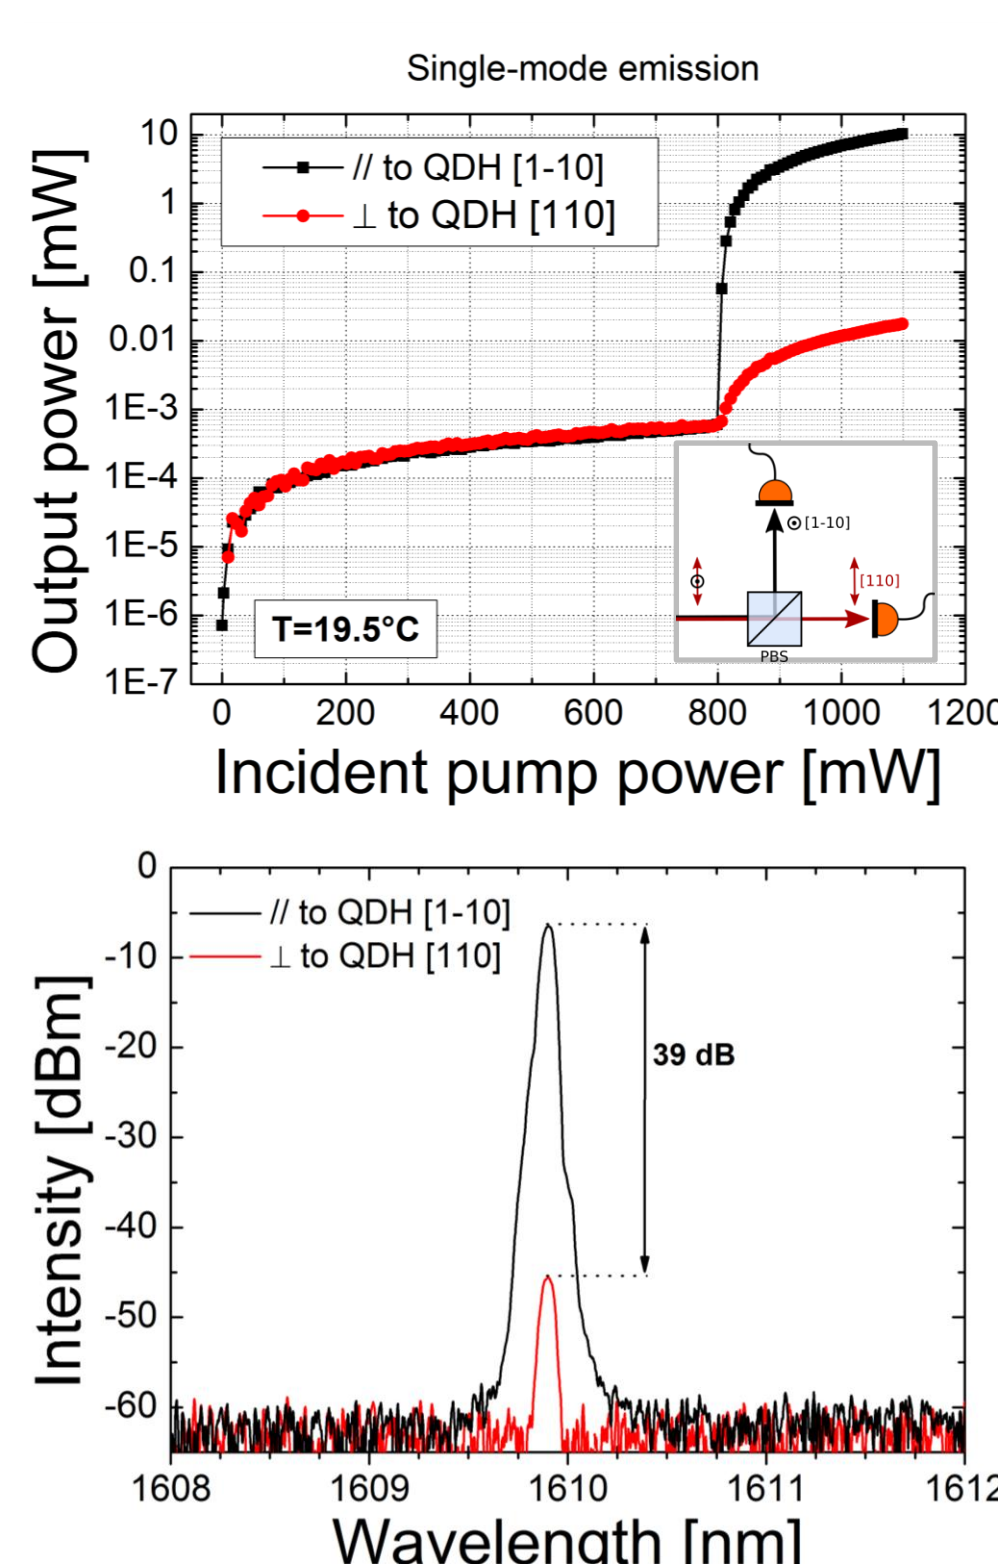 Single-mode emission
Output power [mW]
10
1
0.1
0.01
1E-3
1E-4
1E-5
1E-6
1E-7
// to QDH [1-10]
⊥ to QDH [110]
T=19.5°C
[1-10]
[110]
PBS
0 200 400 600 800 1000 1200
Incident pump power [mW]
Intensity [dBm]
0
-10
-20
-30
-40
-50
-60
// to QDH [1-10]
⊥ to QDH [110]
39 dB
1608 1609 1610 1611 1612
Wavelength [nm]